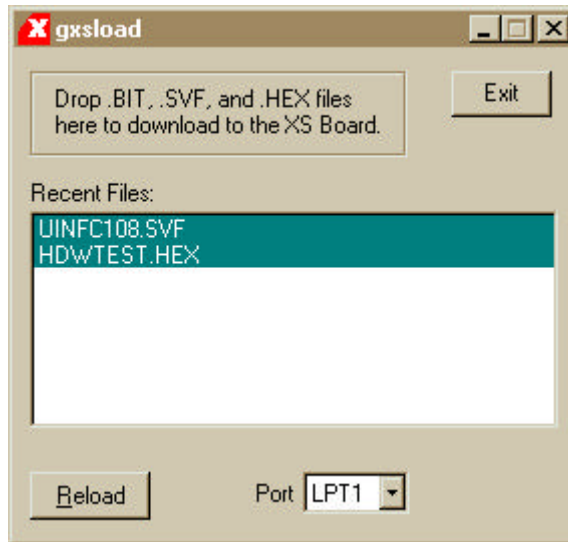 gxsload
Drop .BIT, .SVF, and .HEX files
here to download to the XS Board.
Exit
Recent Files:
UINFC108.SVF
HDWTEST.HEX
Reload
Port LPT1